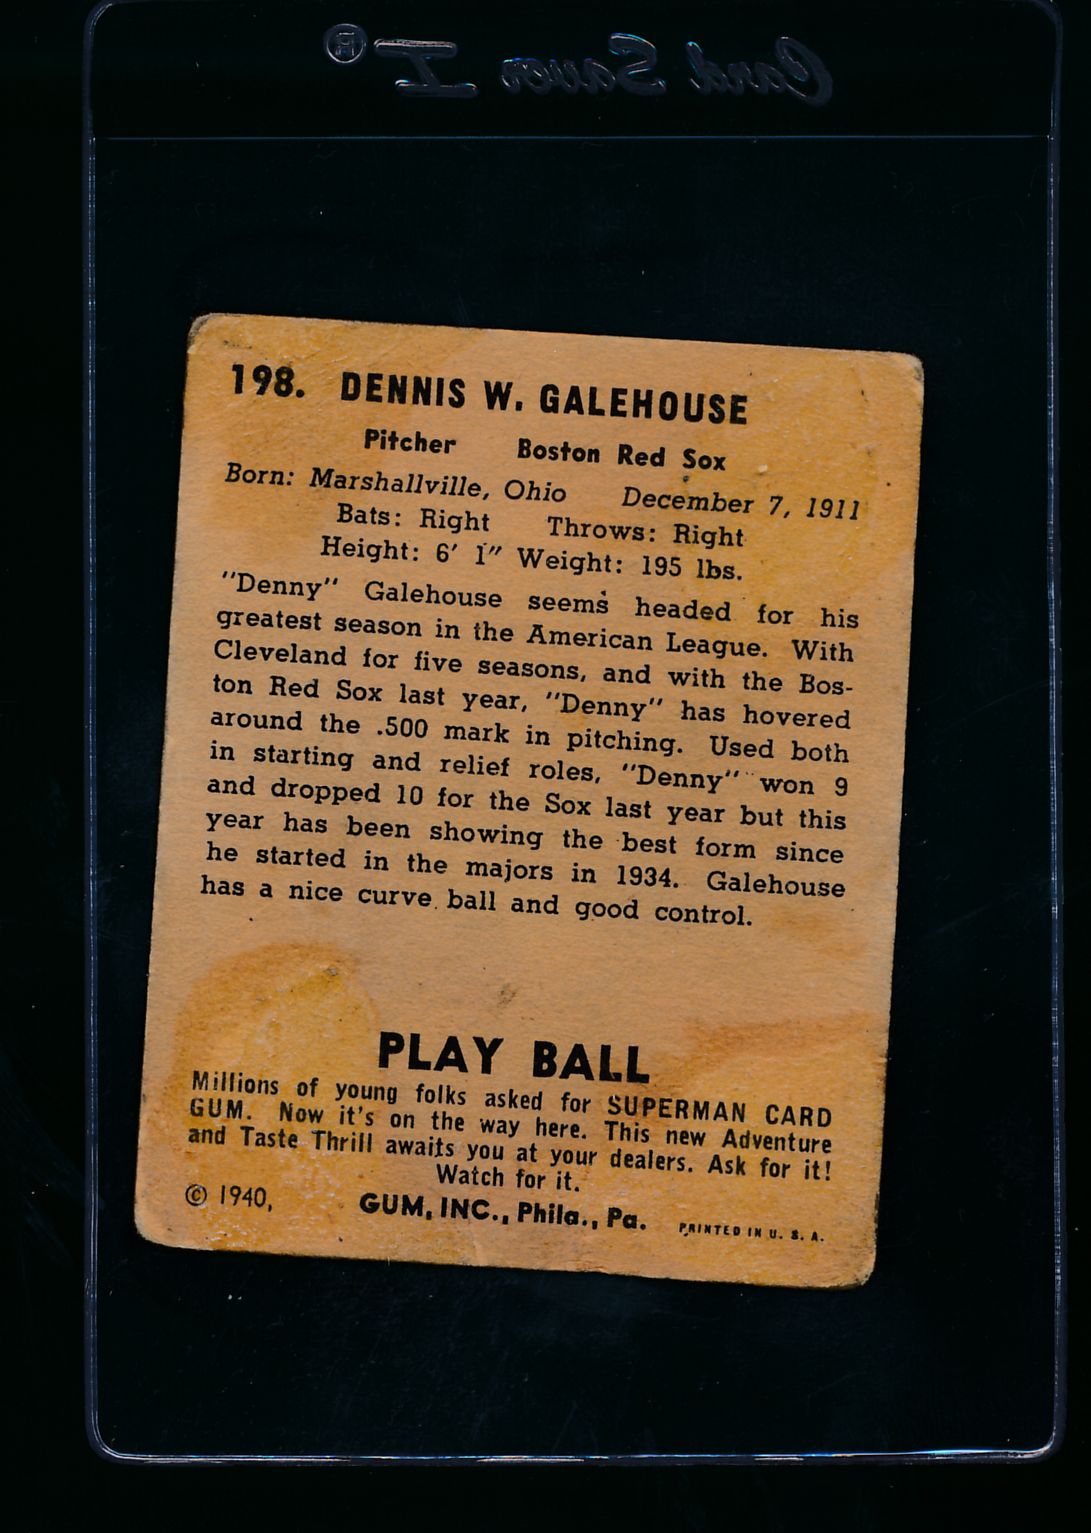 Card Saver I ®
198. DENNIS W. GALEHOUSE
Pitcher Boston Red Sox
Born: Marshallville, Ohio December 7, 1911
Bats: Right Throws: Right
Height: 6' 1" Weight: 195 lbs.
"Denny" Galehouse seems headed for his
greatest season in the American League. With
Cleveland for five seasons, and with the Bos-
ton Red Sox last year, "Denny" has hovered
around the .500 mark in pitching. Used both
in starting and relief roles, "Denny" won 9
and dropped 10 for the Sox last year but this
year has been showing the best form since
he started in the majors in 1934. Galehouse
has a nice curve ball and good control.
PLAY BALL
Millions of young folks asked for SUPERMAN CARD
GUM. Now it's on the way here. This new Adventure
and Taste Thrill awaits you at your dealers. Ask for it!
Watch for it.
© 1940, GUM, INC., Phila., Pa. PRINTED IN U. S. A.